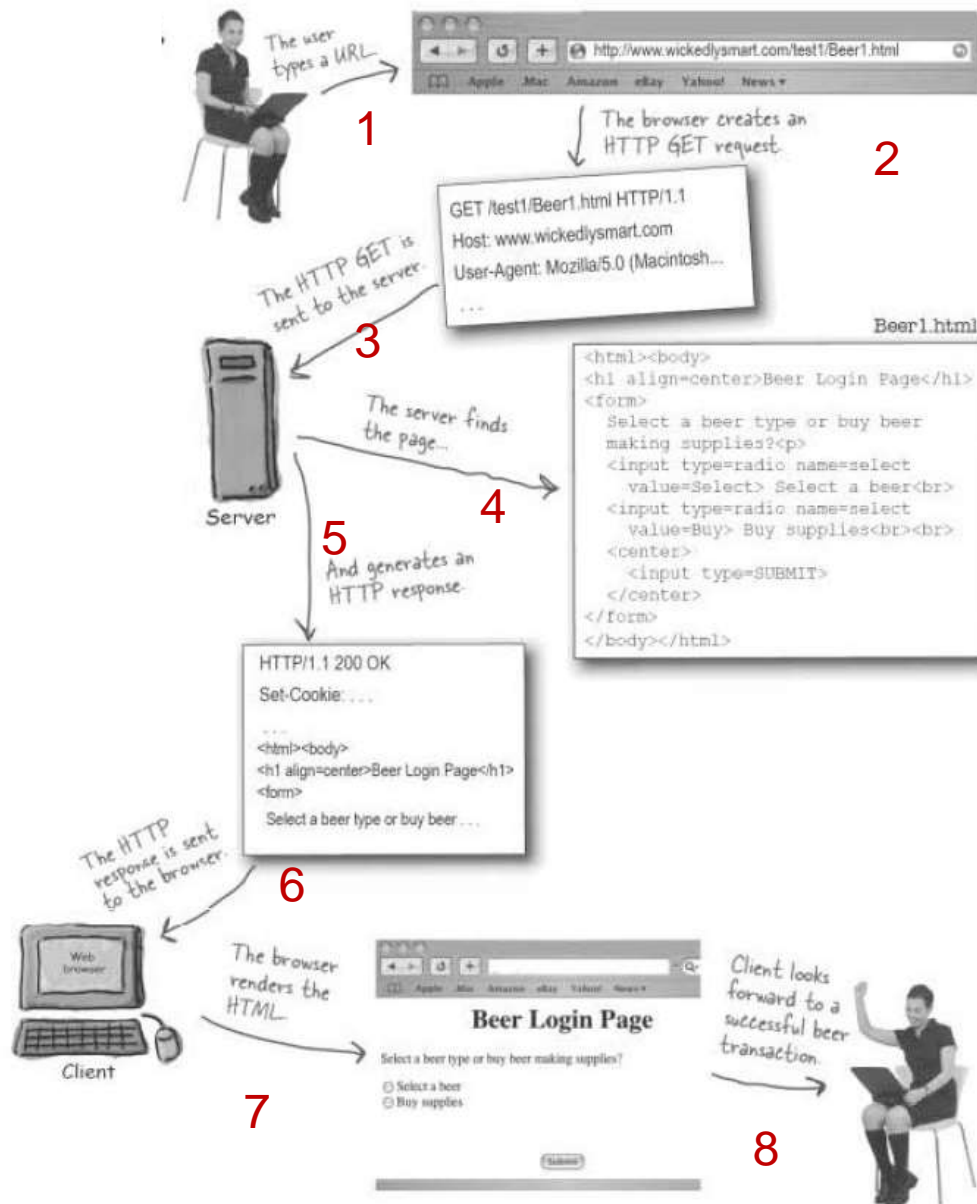 The user
types a URL.
1
http://www.wickedlysmart.com/test1/Beer1.html
Apple .Mac Amazon eBay Yahoo! News
The browser creates an
HTTP GET request.
2
GET /test1/Beer1.html HTTP/1.1
Host: www.wickedlysmart.com
User-Agent: Mozilla/5.0 (Macintosh...
. . .
The HTTP GET is
sent to the server.
3
Server
The server finds
the page...
4
Beer1.html
<html><body>
<h1 align=center>Beer Login Page</h1>
<form>
Select a beer type or buy beer
making supplies?<p>
<input type=radio name=select
value=Select> Select a beer<br>
<input type=radio name=select
value=Buy> Buy supplies<br><br>
<center>
<input type=SUBMIT>
</center>
</form>
</body></html>
5
And generates an
HTTP response.
HTTP/1.1 200 OK
Set-Cookie: . . . .
. . .
<html><body>
<h1 align=center>Beer Login Page</h1>
<form>
Select a beer type or buy beer . . .
The HTTP
response is sent
to the browser.
6
Web
browser
Client
The browser
renders the
HTML.
7
Apple .Mac Amazon eBay Yahoo! News
Beer Login Page
Select a beer type or buy beer making supplies?
Select a beer
Buy supplies
Submit
Client looks
forward to a
successful beer
transaction.
8